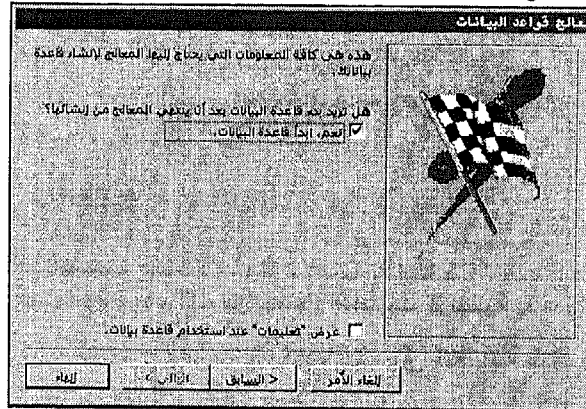 معالج قواعد البيانات
هذه هي كافة المعلومات التي يحتاج إليها المعالج لإنشاء قاعدة
بياناتك.
هل تريد بدء قاعدة البيانات بعد أن ينتهي المعالج من إنشائها؟
نعم، ابدأ قاعدة البيانات.
عرض "تعليمات" عند استخدام قاعدة بيانات.
إلغاء الأمر
< السابق
التالي >
إنهاء